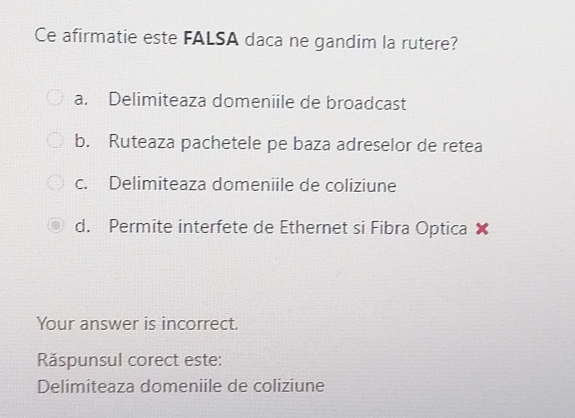 Ce afirmatie este FALSA daca ne gandim la rutere?
a. Delimiteaza domeniile de broadcast
b. Ruteaza pachetele pe baza adreselor de retea
c. Delimiteaza domeniile de coliziune
d. Permite interfete de Ethernet si Fibra Optica ✖
Your answer is incorrect.
Răspunsul corect este:
Delimiteaza domeniile de coliziune